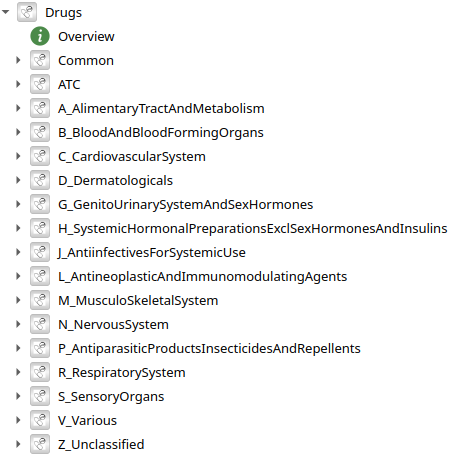 Drugs
Overview
Common
ATC
A_AlimentaryTractAndMetabolism
B_BloodAndBloodFormingOrgans
C_CardiovascularSystem
D_Dermatologicals
G_GenitoUrinarySystemAndSexHormones
H_SystemicHormonalPreparationsExclSexHormonesAndInsulins
J_AntiinfectivesForSystemicUse
L_AntineoplasticAndImmunomodulatingAgents
M_MusculoSkeletalSystem
N_NervousSystem
P_AntiparasiticProductsInsecticidesAndRepellents
R_RespiratorySystem
S_SensoryOrgans
V_Various
Z_Unclassified